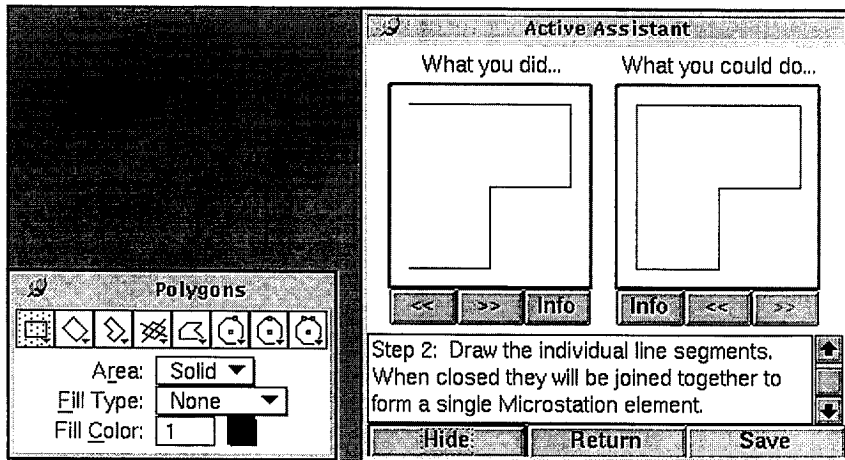 Active Assistant
What you did...
What you could do...
<< >> Info
Info << >>
Step 2: Draw the individual line segments.
When closed they will be joined together to
form a single Microstation element.
Hide Return Save
Polygons
Area: Solid
Fill Type: None
Fill Color: 1